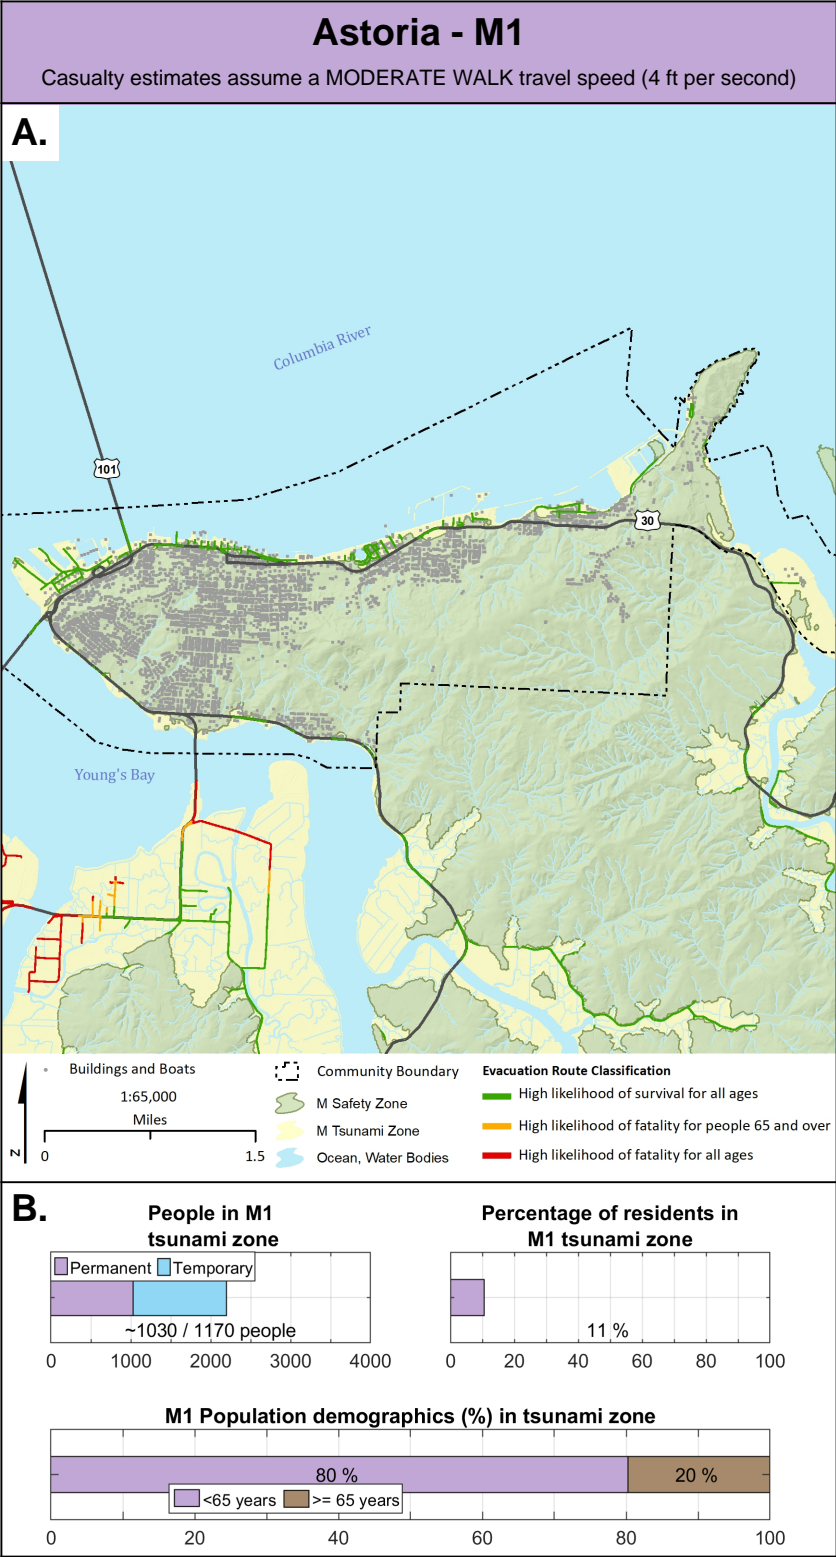 Astoria - M1
Casualty estimates assume a MODERATE WALK travel speed (4 ft per second)
A.
Columbia River
101
30
Young's Bay
N
Buildings and Boats
1:65,000
Miles
0 1.5
Community Boundary
M Safety Zone
M Tsunami Zone
Ocean, Water Bodies
Evacuation Route Classification
High likelihood of survival for all ages
High likelihood of fatality for people 65 and over
High likelihood of fatality for all ages
B.
People in M1
tsunami zone
Permanent Temporary
~1030 / 1170 people
0 1000 2000 3000 4000
Percentage of residents in
M1 tsunami zone
11 %
0 20 40 60 80 100
M1 Population demographics (%) in tsunami zone
80 % 20 %
<65 years >= 65 years
0 20 40 60 80 100